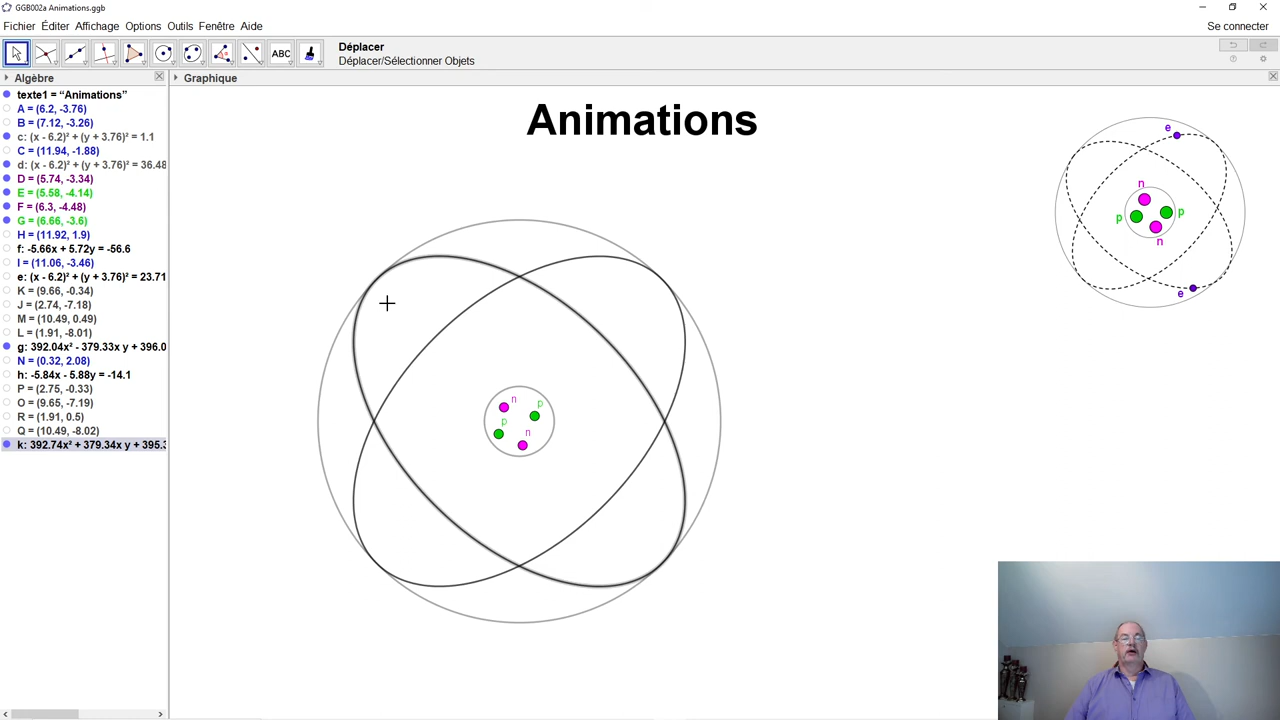 GGB002a Animations.ggb
Fichier Éditer Affichage Options Outils Fenêtre Aide
Se connecter
ABC
Déplacer
Déplacer/Sélectionner Objets
Algèbre
Graphique
texte1 = “Animations”
A = (6.2, -3.76)
B = (7.12, -3.26)
c: (x - 6.2)² + (y + 3.76)² = 1.1
C = (11.94, -1.88)
d: (x - 6.2)² + (y + 3.76)² = 36.48
D = (5.74, -3.34)
E = (5.58, -4.14)
F = (6.3, -4.48)
G = (6.66, -3.6)
H = (11.92, 1.9)
f: -5.66x + 5.72y = -56.6
I = (11.06, -3.46)
e: (x - 6.2)² + (y + 3.76)² = 23.71
K = (9.66, -0.34)
J = (2.74, -7.18)
M = (10.49, 0.49)
L = (1.91, -8.01)
g: 392.04x² - 379.33x y + 396.0
N = (0.32, 2.08)
h: -5.84x - 5.88y = -14.1
P = (2.75, -0.33)
O = (9.65, -7.19)
R = (1.91, 0.5)
Q = (10.49, -8.02)
k: 392.74x² + 379.34x y + 395.3
Animations
n
p
p
n
e
n
p
p
n
e